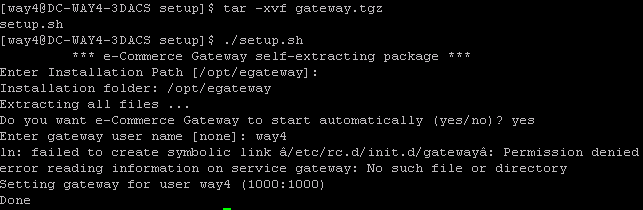 [way4@DC-WAY4-3DACS setup]$ tar -xvf gateway.tgz
setup.sh
[way4@DC-WAY4-3DACS setup]$ ./setup.sh
*** e-Commerce Gateway self-extracting package ***
Enter Installation Path [/opt/egateway]:
Installation folder: /opt/egateway
Extracting all files ...
Do you want e-Commerce Gateway to start automatically (yes/no)? yes
Enter gateway user name [none]: way4
ln: failed to create symbolic link â/etc/rc.d/init.d/gatewayâ: Permission denied
error reading information on service gateway: No such file or directory
Setting gateway for user way4 (1000:1000)
Done